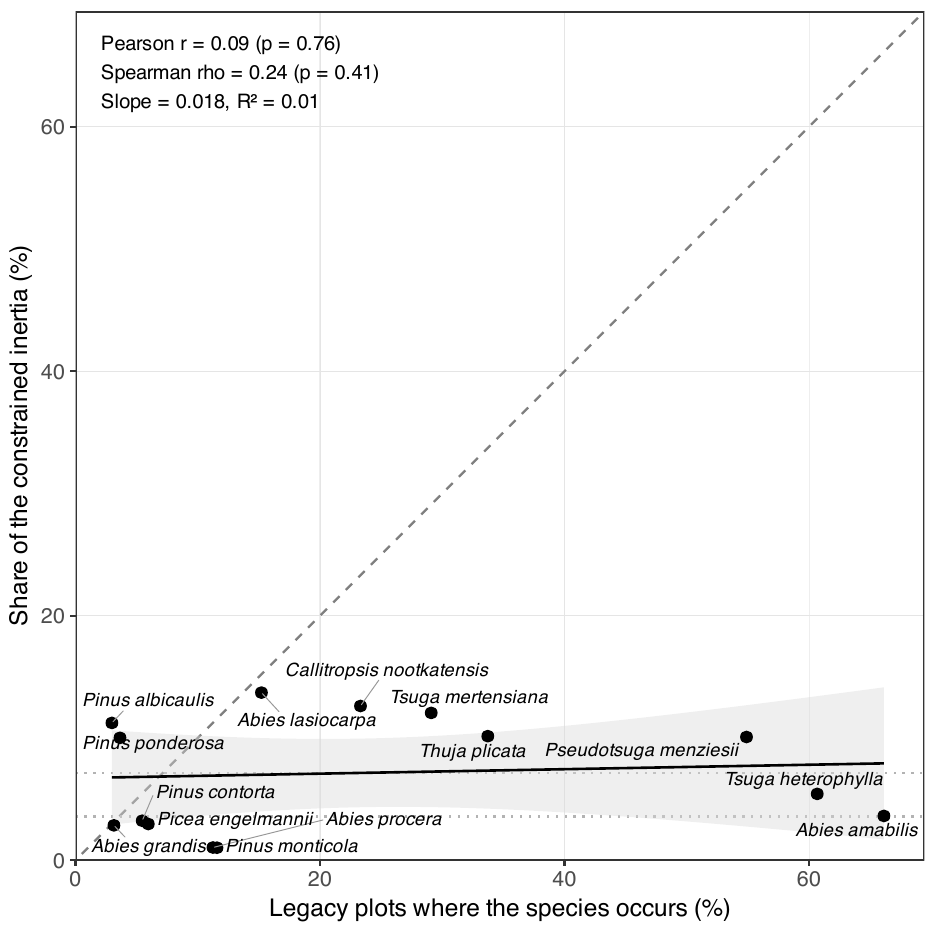 Pearson r = 0.09 (p = 0.76)
Spearman rho = 0.24 (p = 0.41)
Slope = 0.018, R² = 0.01
60
40
20
0
Share of the constrained inertia (%)
Callitropsis nootkatensis
Pinus albicaulis
Tsuga mertensiana
Abies lasiocarpa
Pinus ponderosa
Thuja plicata
Pseudotsuga menziesii
Tsuga heterophylla
Pinus contorta
Picea engelmannii
Abies procera
Abies amabilis
Abies grandis
Pinus monticola
0
20
40
60
Legacy plots where the species occurs (%)